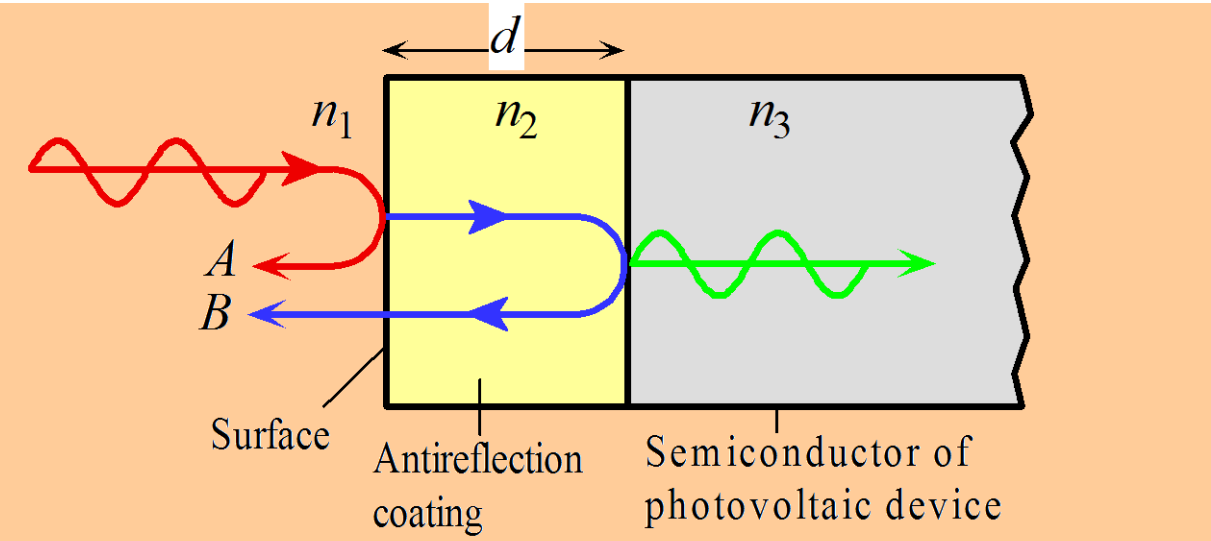 d
n₁
n₂
n₃
A
B
Surface
Antireflection
coating
Semiconductor of
photovoltaic device